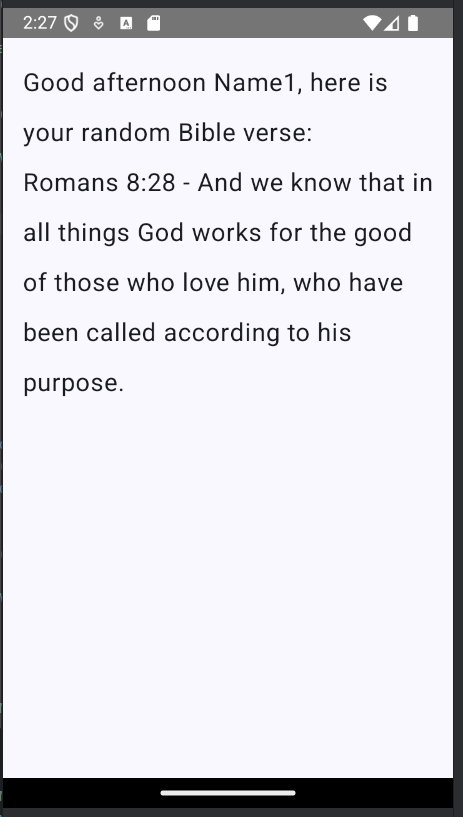 2:27
Good afternoon Name1, here is
your random Bible verse:
Romans 8:28 - And we know that in
all things God works for the good
of those who love him, who have
been called according to his
purpose.